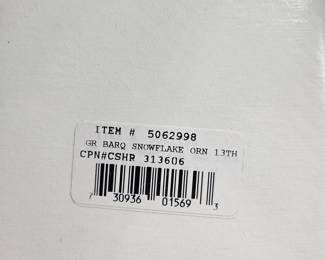 ITEM # 5062998
GR BARQ SNOWFLAKE ORN 13TH
CPN#CSHR 313606
7 30936 01569 3